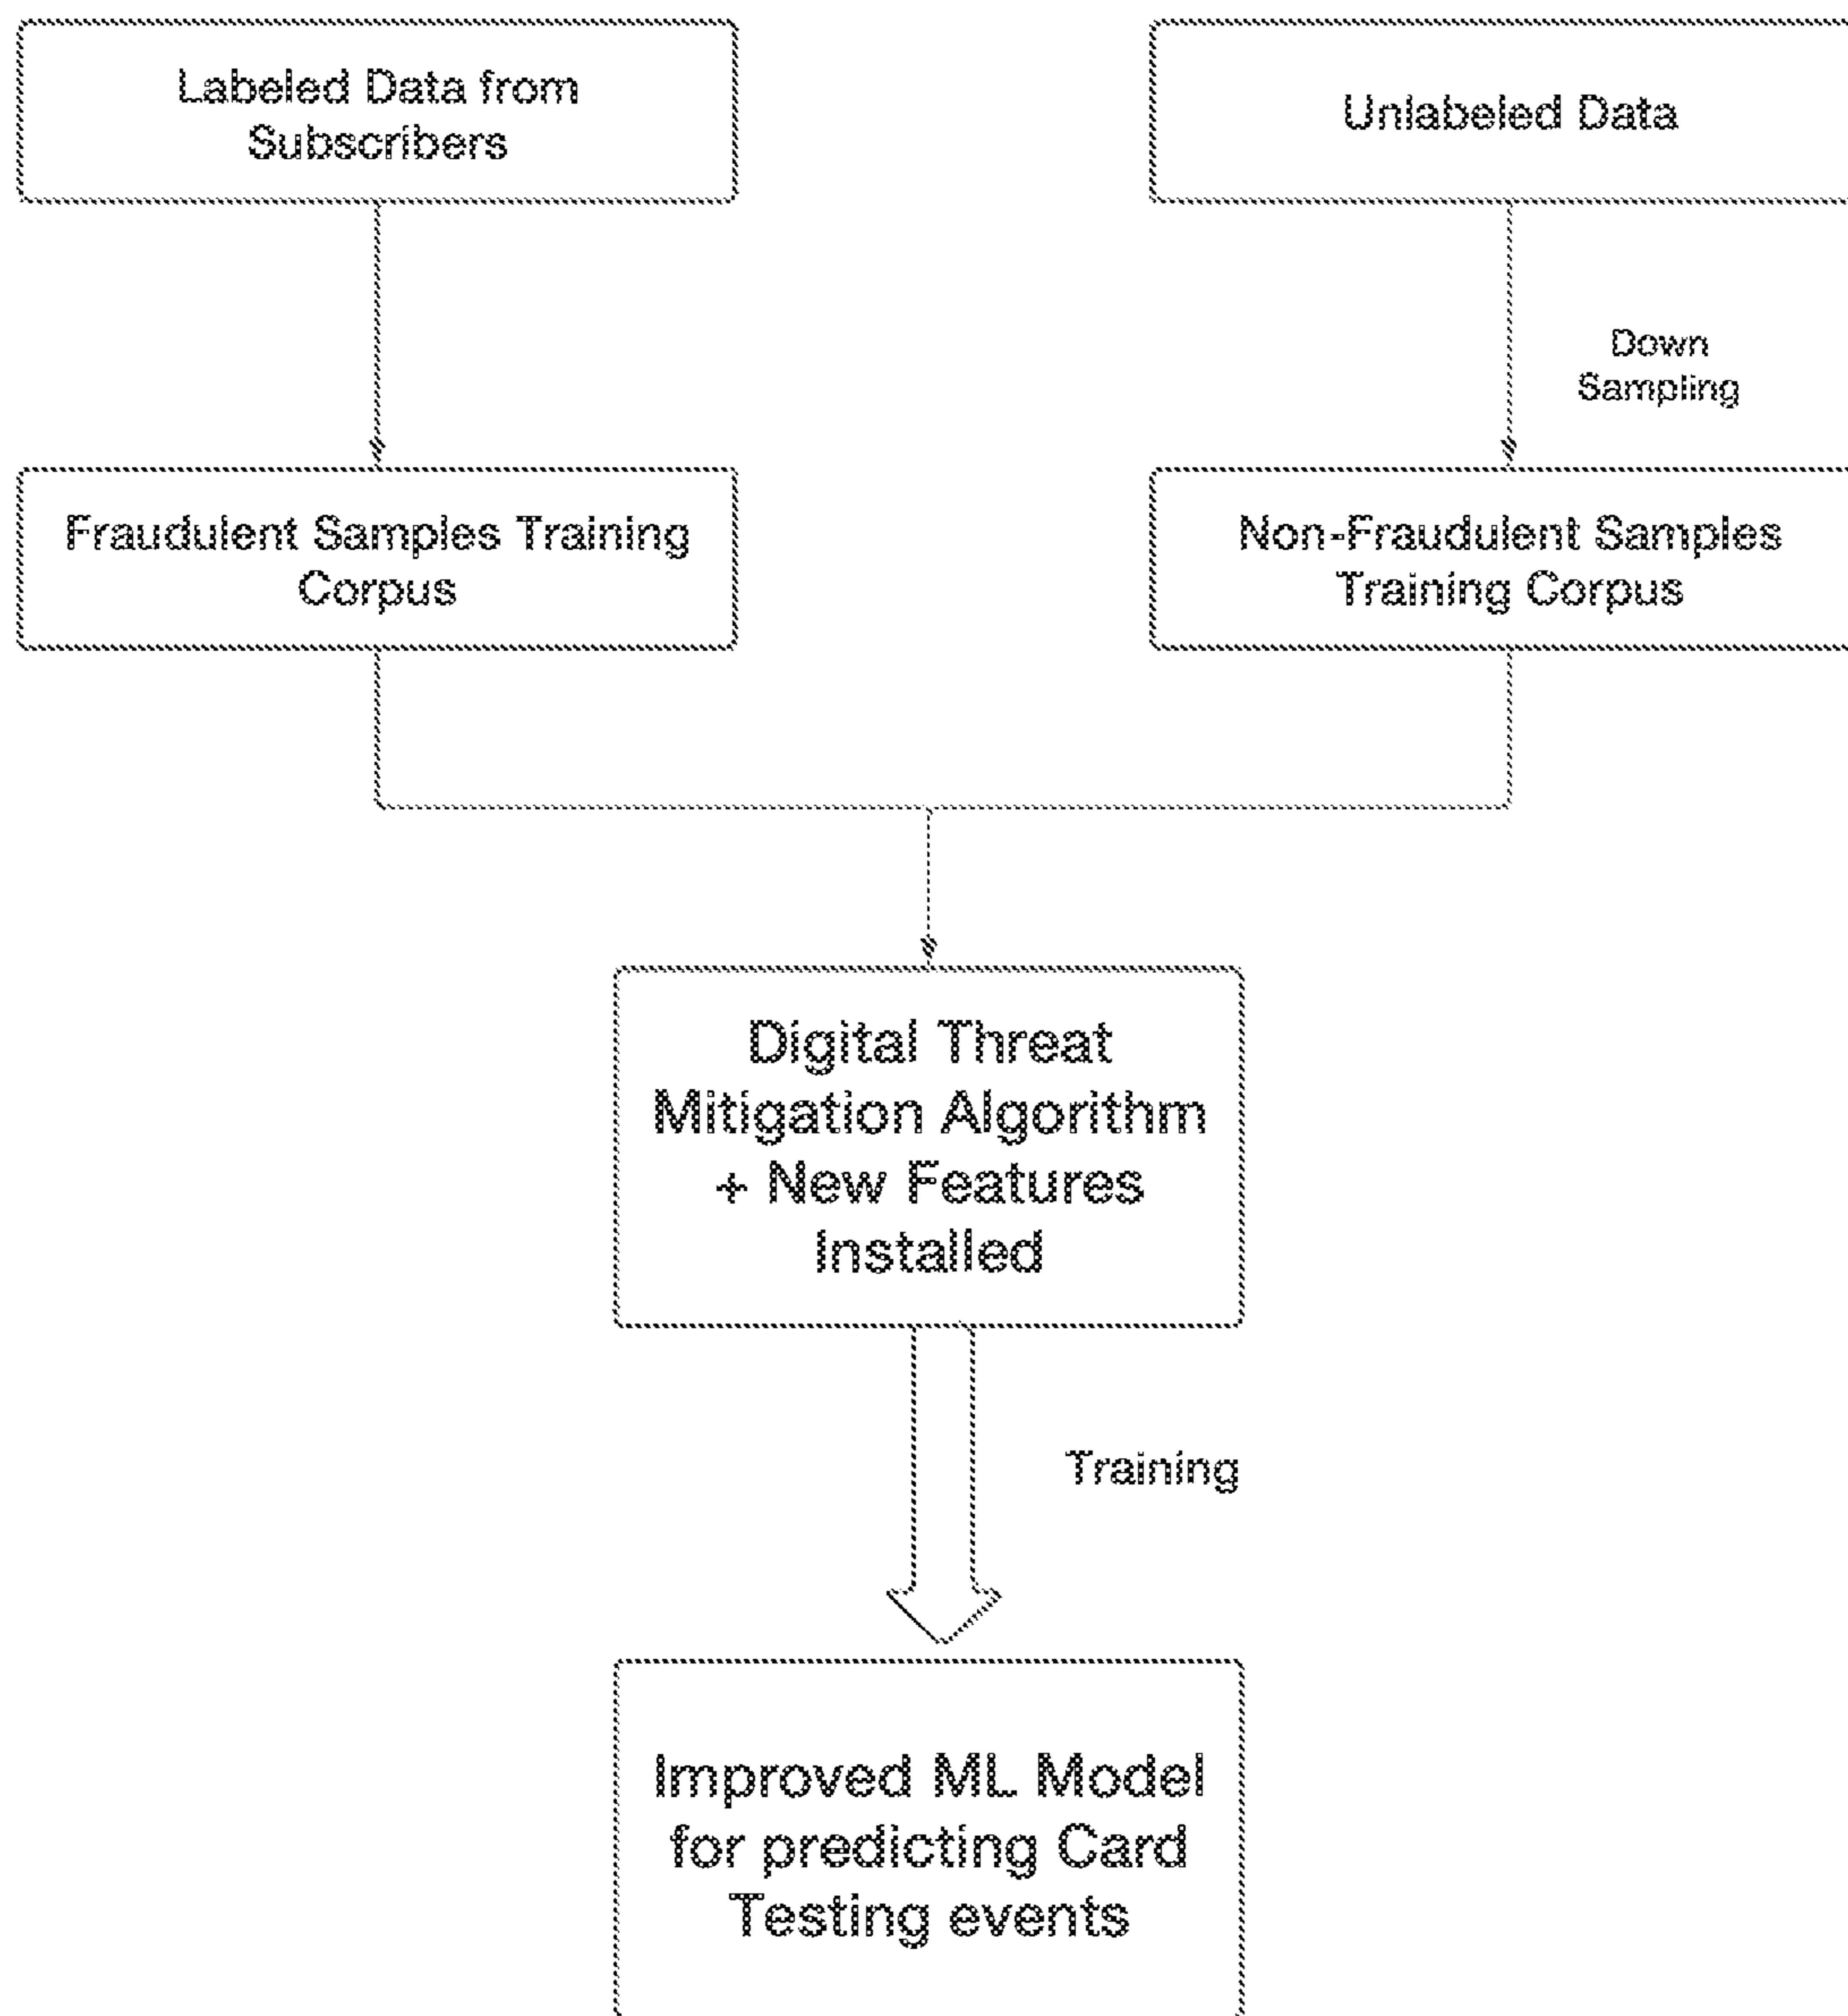 Labeled Data from
Subscribers
Unlabeled Data
Down
Sampling
Fraudulent Samples Training
Corpus
Non-Fraudulent Samples
Training Corpus
Digital Threat
Mitigation Algorithm
+ New Features
Installed
Training
Improved ML Model
for predicting Card
Testing events